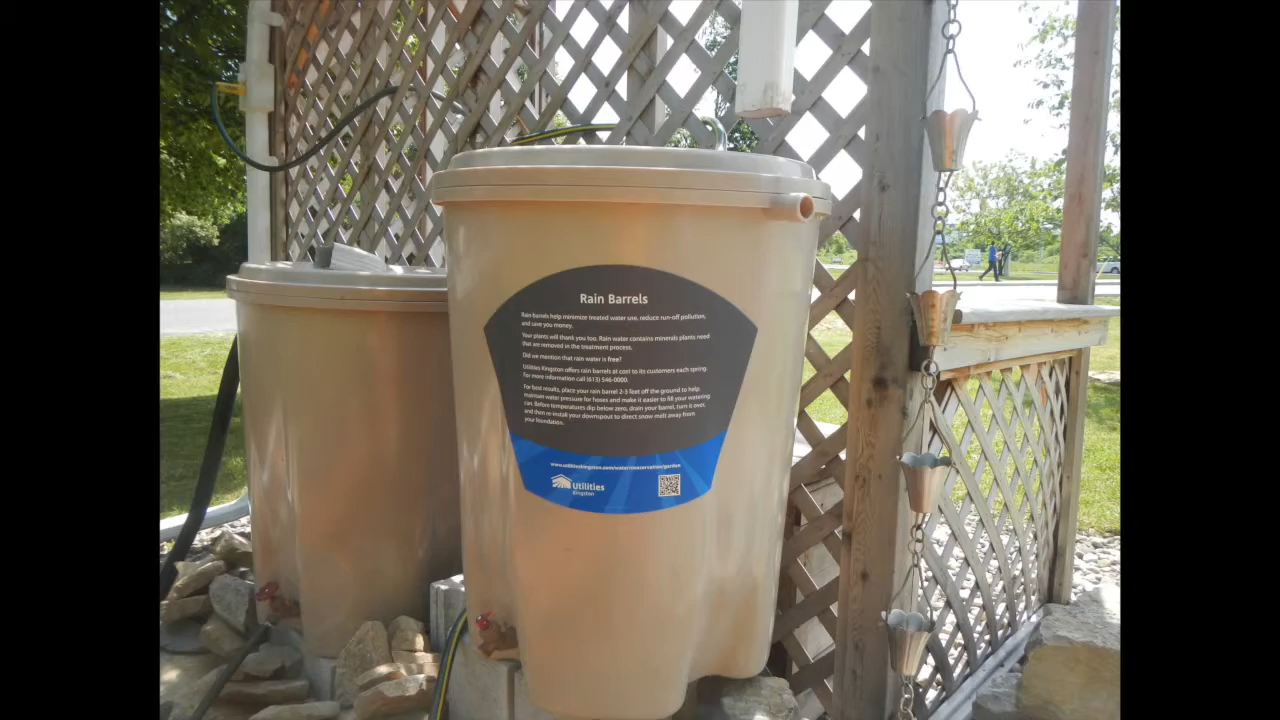 Rain Barrels
Rain barrels help minimize treated water use, reduce run-off pollution,
and save you money.
Your plants will thank you too. Rain water contains minerals plants need
that are removed in the treatment process.
Did we mention that rain water is free?
Utilities Kingston offers rain barrels at cost to its customers each spring.
For more information call (613) 546-0000.
For best results, place your rain barrel 2-3 feet off the ground to help
maintain water pressure for hoses and make it easier to fill your watering
can. Before temperatures dip below zero, drain your barrel, turn it over
and then re-install your downspout to direct snow melt away from
your foundation.
www.utilitieskingston.com/waterconservation/garden
Utilities
Kingston